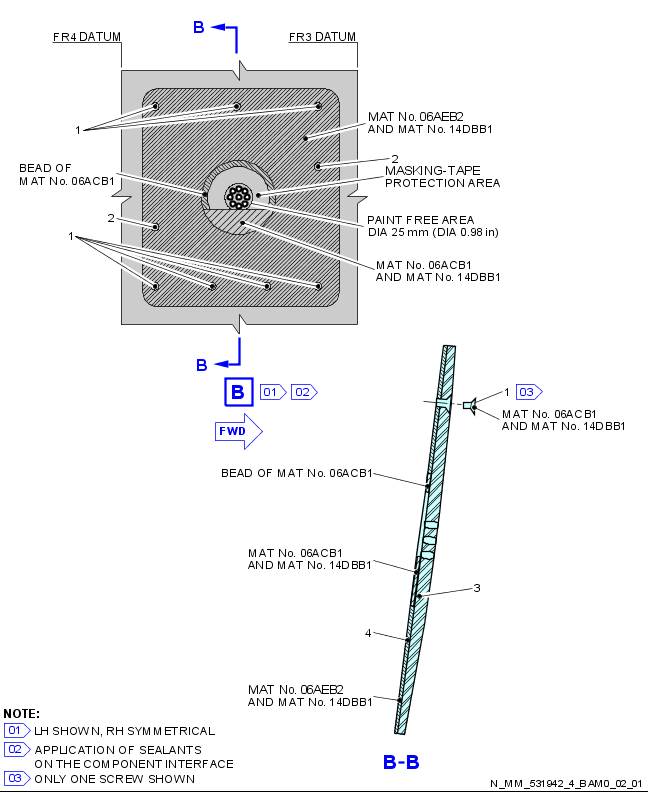 B
FR4 DATUM
FR3 DATUM
1
MAT No. 06AEB2
AND MAT No. 14DBB1
2
MASKING-TAPE
PROTECTION AREA
BEAD OF
MAT No. 06ACB1
2
PAINT FREE AREA
DIA 25 mm (DIA 0.98 in)
1
MAT No. 06ACB1
AND MAT No. 14DBB1
B
B 01 02
FWD
1 03
MAT No. 06ACB1
AND MAT No. 14DBB1
BEAD OF MAT No. 06ACB1
MAT No. 06ACB1
AND MAT No. 14DBB1
3
4
MAT No. 06AEB2
AND MAT No. 14DBB1
B-B
NOTE:
01 LH SHOWN, RH SYMMETRICAL
02 APPLICATION OF SEALANTS
ON THE COMPONENT INTERFACE
03 ONLY ONE SCREW SHOWN
N_MM_531942_4_BAM0_02_01